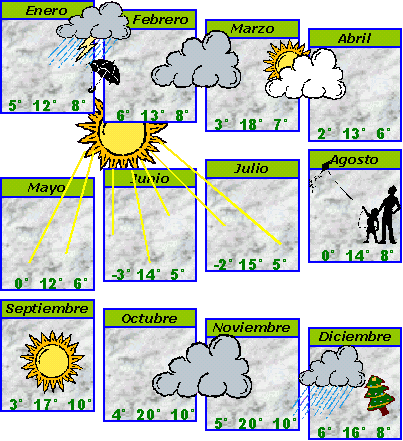 Enero
5° 12° 8°
Febrero
6° 13° 8°
Marzo
3° 18° 7°
Abril
2° 13° 6°
Mayo
0° 12° 6°
Junio
-3° 14° 5°
Julio
-2° 15° 5°
Agosto
0° 14° 8°
Septiembre
3° 17° 10°
Octubre
4° 20° 10°
Noviembre
5° 20° 10°
Diciembre
6° 16° 8°